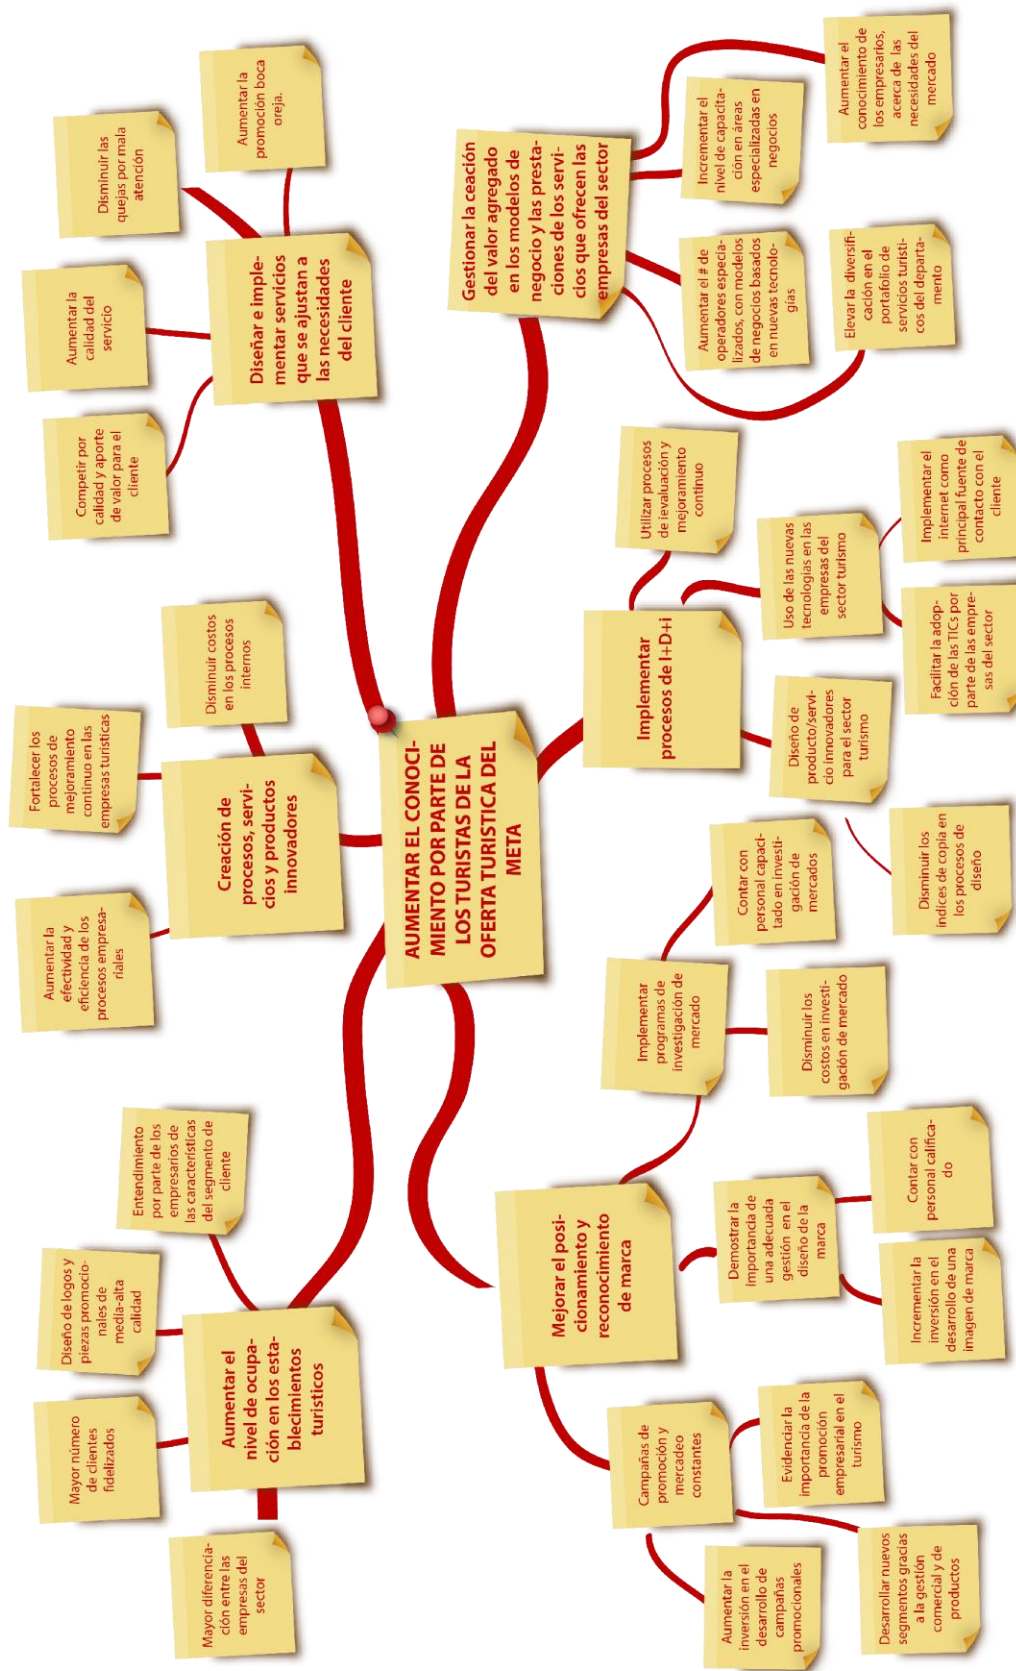 Mayor diferencia-
ción entre las
empresas del
sector
Mayor número
de clientes
fidelizados
Diseño de logos y
piezas promocio-
nales de
media-alta
calidad
Entendimiento
por parte de los
empresarios de
las características
del segmento de
cliente
Aumentar el
nivel de ocupa-
ción en los esta-
blecimientos
turisticos
Aumentar la
efectividad y
eficiencia de los
procesos empresa-
riales
Fortalecer los
procesos de
mejoramiento
continuo en las
empresas turisticas
Disminuir costos
en los procesos
internos
Creación de
procesos, servi-
cios y productos
innovadores
Competir por
calidad y aporte
de valor para el
cliente
Aumentar la
calidad del
servicio
Disminuir las
quejas por mala
atención
Aumentar la
promoción boca
oreja.
Diseñar e imple-
mentar servicios
que se ajustan a
las necesidades
del cliente
AUMENTAR EL CONOCI-
MIENTO POR PARTE DE
LOS TURISTAS DE LA
OFERTA TURISTICA DEL
META
Mejorar el posi-
cionamiento y
reconocimiento
de marca
Campañas de
promoción y
mercadeo
constantes
Aumentar la
inversión en el
desarrollo de
campañas
promocionales
Desarrollar nuevos
segmentos gracias
a la gestión
comercial y de
productos
Evidenciar la
importancia de la
promoción
empresarial en el
turismo
Demostrar la
importancia de
una adecuada
gestión en el
diseño de la
marca
Incrementar la
inversión en el
desarrollo de una
imagen de marca
Contar con
personal califica-
do
Implementar
programas de
investigación de
mercado
Disminuir los
costos en investi-
gación de mercado
Contar con
personal capaci-
tado en investi-
gación de
mercados
Implementar
procesos de I+D+i
Diseño de
producto/servi-
cio innovadores
para el sector
turismo
Disminuir los
índices de copia en
los procesos de
diseño
Uso de las nuevas
tecnologías en las
empresas del
sector turismo
Facilitar la adop-
ción de las TICs por
parte de las empre-
sas del sector
Implementar el
internet como
principal fuente de
contacto con el
cliente
Utilizar procesos
de ievaluación y
mejoramiento
continuo
Gestionar la ceación
del valor agregado
en los modelos de
negocio y las presta-
ciones de los servi-
cios que ofrecen las
empresas del sector
Elevar la diversifi-
cación en el
portafolio de
servicios turisti-
cos del departa-
mento
Aumentar el # de
operadores especia-
lizados, con modelos
de negocios basados
en nuevas tecnolo-
gías
Incrementar el
nivel de capacita-
ción en áreas
especializadas en
negocios
Aumentar el
conocimiento de
los empresarios,
acerca de las
necesidades del
mercado